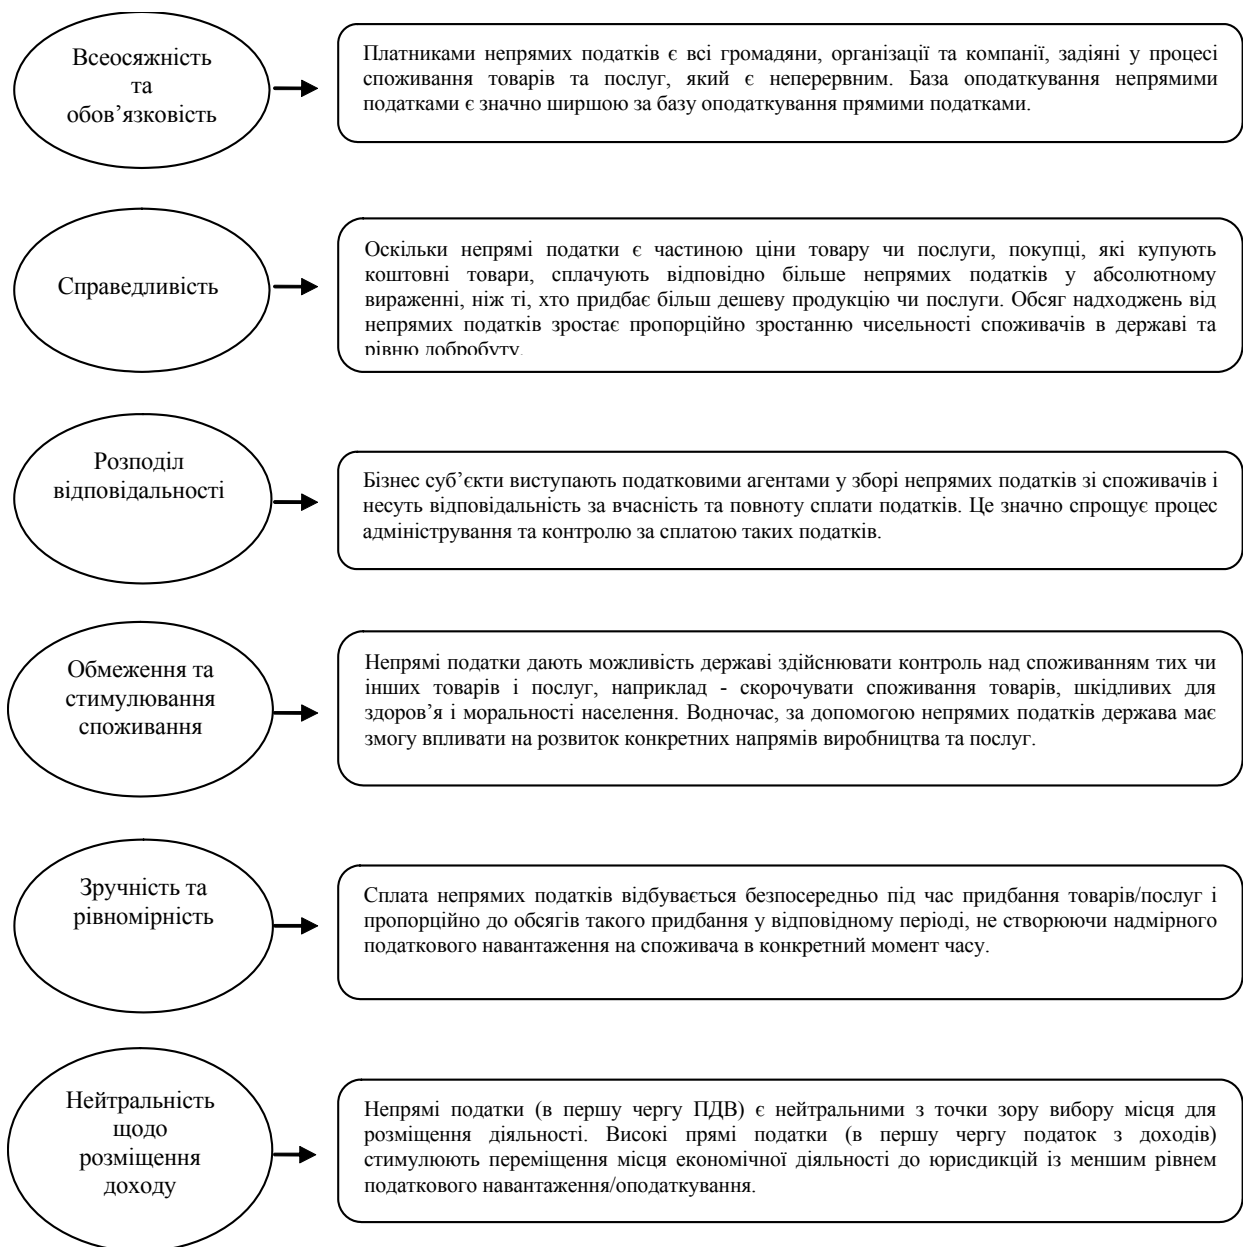 Всеосяжність
та
обов’язковість
Платниками непрямих податків є всі громадяни, організації та компанії, задіяні у процесі
споживання товарів та послуг, який є неперервним. База оподаткування непрямими
податками є значно ширшою за базу оподаткування прямими податками.
Справедливість
Оскільки непрямі податки є частиною ціни товару чи послуги, покупці, які купують
коштовні товари, сплачують відповідно більше непрямих податків у абсолютному
вираженні, ніж ті, хто придбає більш дешеву продукцію чи послуги. Обсяг надходжень від
непрямих податків зростає пропорційно зростанню чисельності споживачів в державі та
рівню добробуту.
Розподіл
відповідальності
Бізнес суб’єкти виступають податковими агентами у зборі непрямих податків зі споживачів і
несуть відповідальність за вчасність та повноту сплати податків. Це значно спрощує процес
адміністрування та контролю за сплатою таких податків.
Обмеження та
стимулювання
споживання
Непрямі податки дають можливість державі здійснювати контроль над споживанням тих чи
інших товарів і послуг, наприклад - скорочувати споживання товарів, шкідливих для
здоров’я і моральності населення. Водночас, за допомогою непрямих податків держава має
змогу впливати на розвиток конкретних напрямів виробництва та послуг.
Зручність та
рівномірність
Сплата непрямих податків відбувається безпосередньо під час придбання товарів/послуг і
пропорційно до обсягів такого придбання у відповідному періоді, не створюючи надмірного
податкового навантаження на споживача в конкретний момент часу.
Нейтральність
щодо
розміщення
доходу
Непрямі податки (в першу чергу ПДВ) є нейтральними з точки зору вибору місця для
розміщення діяльності. Високі прямі податки (в першу чергу податок з доходів)
стимулюють переміщення місця економічної діяльності до юрисдикцій із меншим рівнем
податкового навантаження/оподаткування.